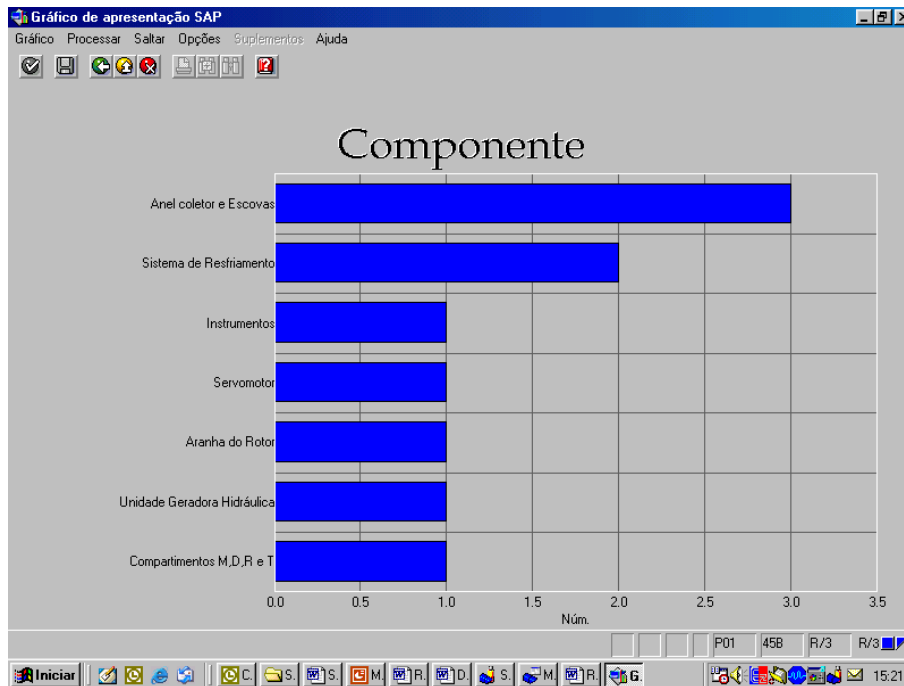 Gráfico de apresentação SAP
Gráfico Processar Saltar Opções Suplementos Ajuda
Componente
Anel coletor e Escovas
Sistema de Resfriamento
Instrumentos
Servomotor
Aranha do Rotor
Unidade Geradora Hidráulica
Compartimentos M,D,R e T
0.0 0.5 1.0 1.5 2.0 2.5 3.0 3.5
Núm.
P01 45B R/3 R/3
Iniciar C. S. S. M. R. D. S. M. R. G. 15:21